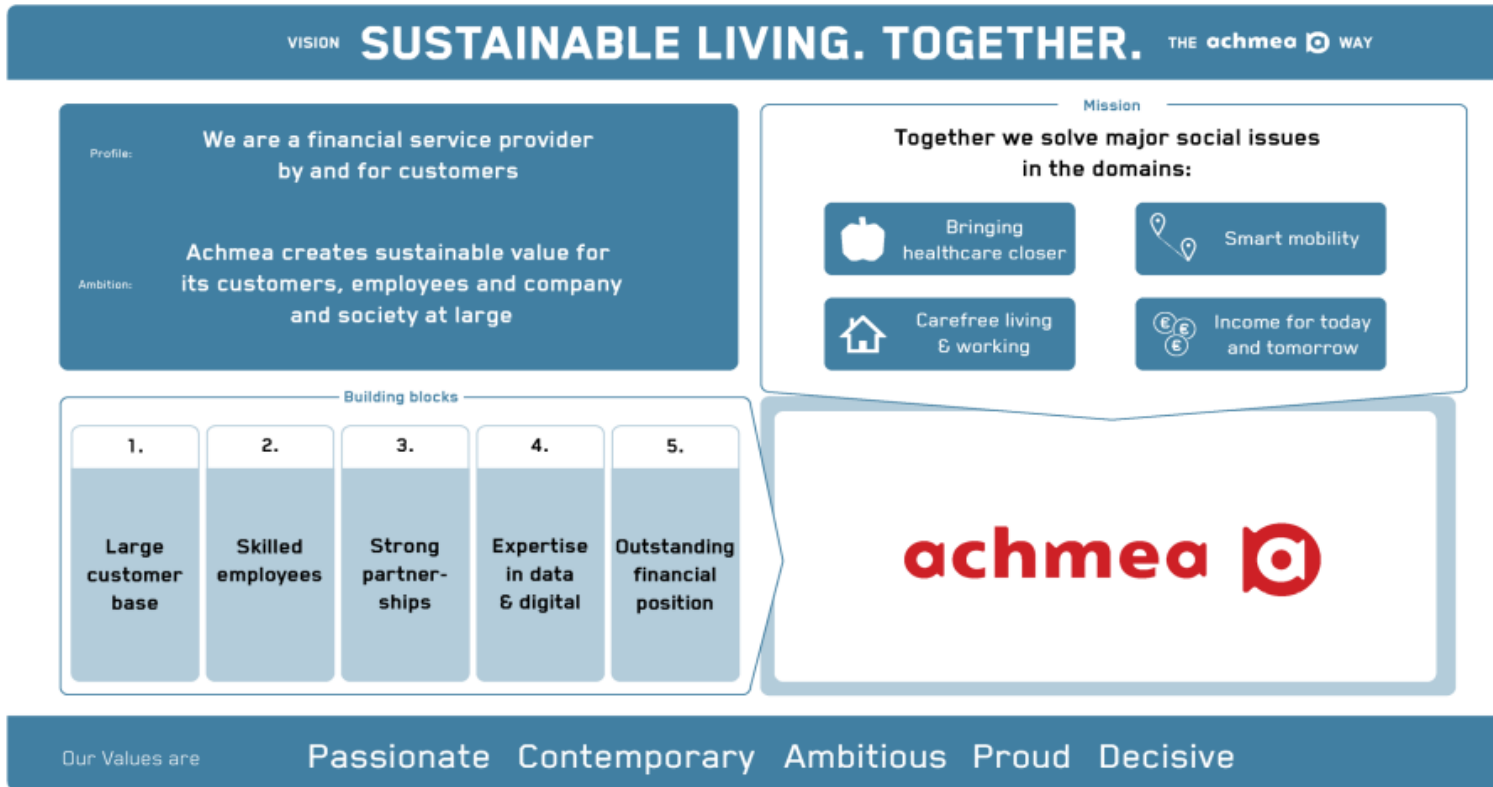 VISION SUSTAINABLE LIVING. TOGETHER. THE achmea WAY
Profile:
We are a financial service provider
by and for customers
Ambition:
Achmea creates sustainable value for
its customers, employees and company
and society at large
Mission
Together we solve major social issues
in the domains:
Bringing
healthcare closer
Smart mobility
Carefree living
& working
Income for today
and tomorrow
Building blocks
1.
Large
customer
base
2.
Skilled
employees
3.
Strong
partner-
ships
4.
Expertise
in data
& digital
5.
Outstanding
financial
position
achmea
Our Values are Passionate Contemporary Ambitious Proud Decisive